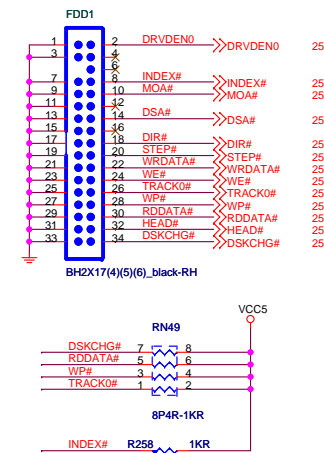 FDD1
1 2 DRVDEN0 DRVDEN0 25
3 4
6
7 8 INDEX# INDEX# 25
9 10 MOA# MOA# 25
11 12
13 14 DSA# DSA# 25
15 16
17 18 DIR# DIR# 25
19 20 STEP# STEP# 25
21 22 WRDATA# WRDATA# 25
23 24 WE# WE# 25
25 26 TRACK0# TRACK0# 25
27 28 WP# WP# 25
29 30 RDDATA# RDDATA# 25
31 32 HEAD# HEAD# 25
33 34 DSKCHG# DSKCHG# 25
BH2X17(4)(5)(6)_black-RH
VCC5
RN49
DSKCHG# 7 8
RDDATA# 5 6
WP# 3 4
TRACK0# 1 2
8P4R-1KR
INDEX# R258 1KR